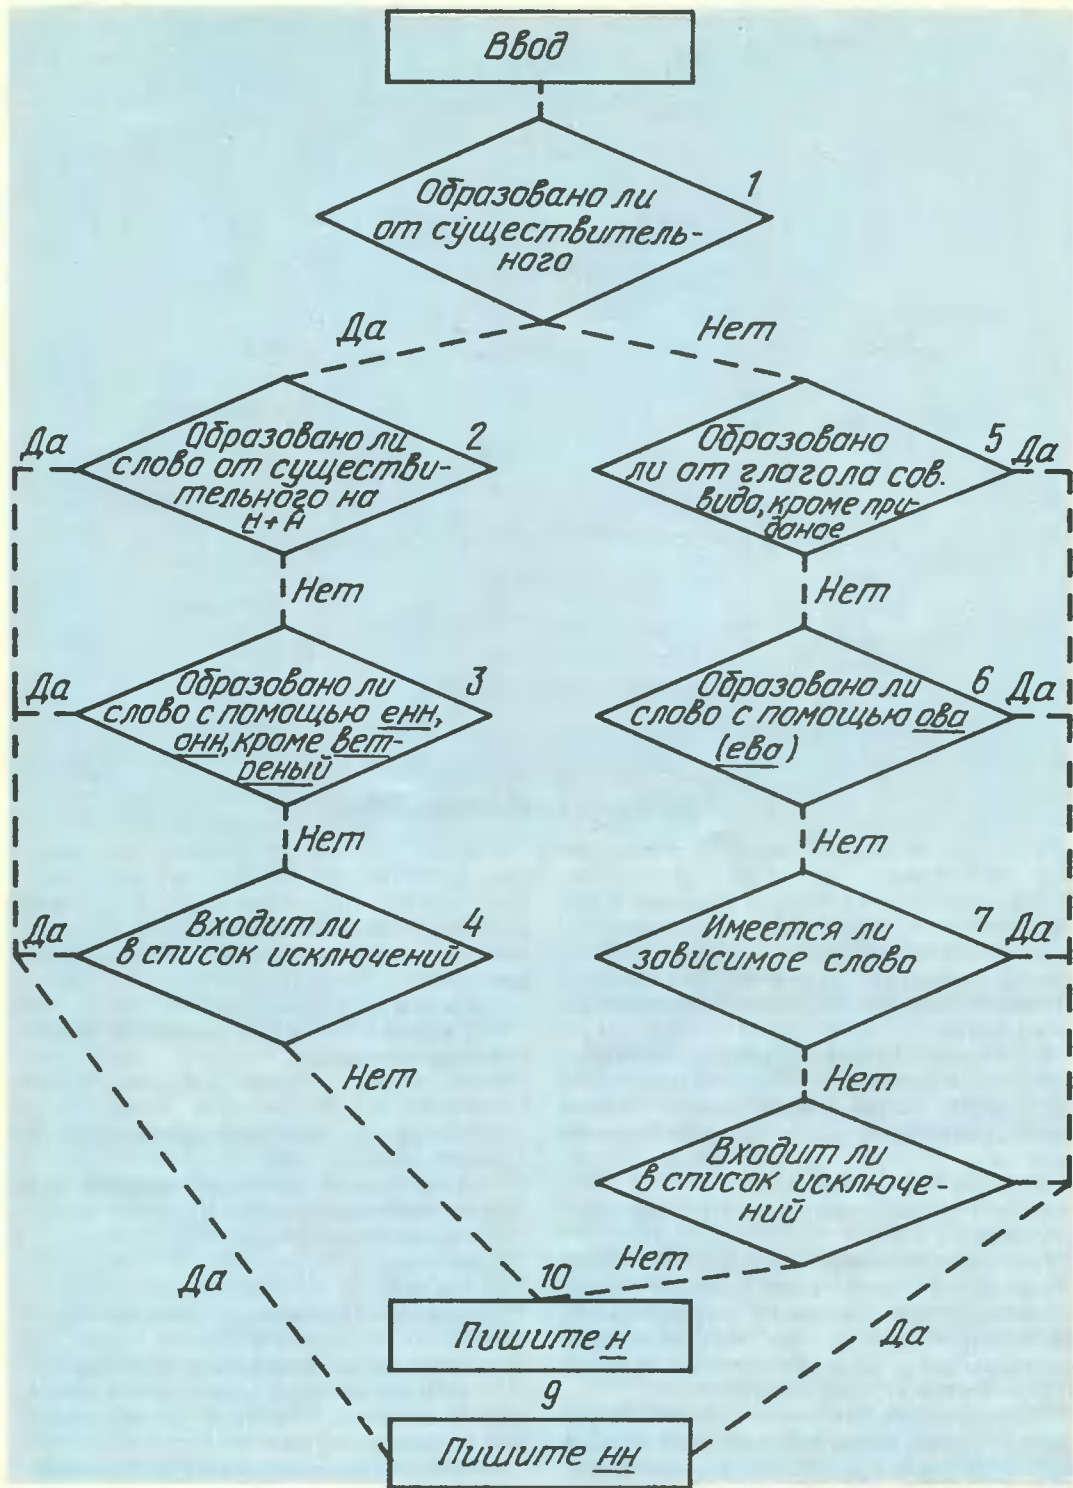 Ввод
1
Образовано ли
от существитель-
ного
Да
Нет
Да
Образовано ли
слово от существи-
тельного на
н + Н
2
Нет
Образовано
ли от глагола сов.
вида, кроме при-
даное
5
Да
Нет
Да
Образовано ли
слово с помощью енн,
онн, кроме вет-
реный
3
Нет
Образовано ли
слово с помощью ова
(ева)
6
Да
Нет
Да
Входит ли
в список исключений
4
Нет
Имеется ли
зависимое слово
7
Да
Нет
Входит ли
в список исключе-
ний
Нет
Да
Да
10
Пишите н
9
Пишите нн